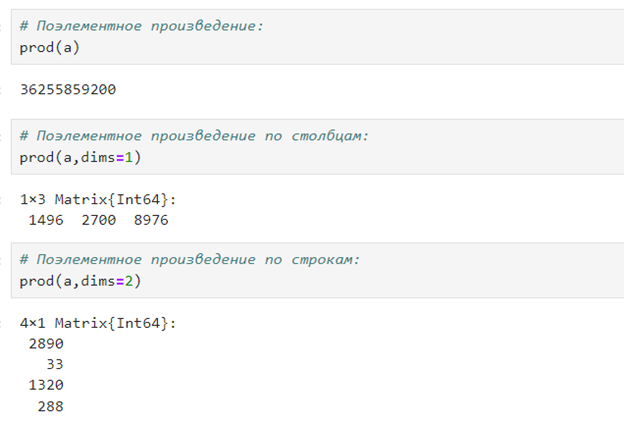 # Поэлементное произведение:
prod(a)
36255859200
# Поэлементное произведение по столбцам:
prod(a,dims=1)
1×3 Matrix{Int64}:
1496 2700 8976
# Поэлементное произведение по строкам:
prod(a,dims=2)
4×1 Matrix{Int64}:
2890
33
1320
288